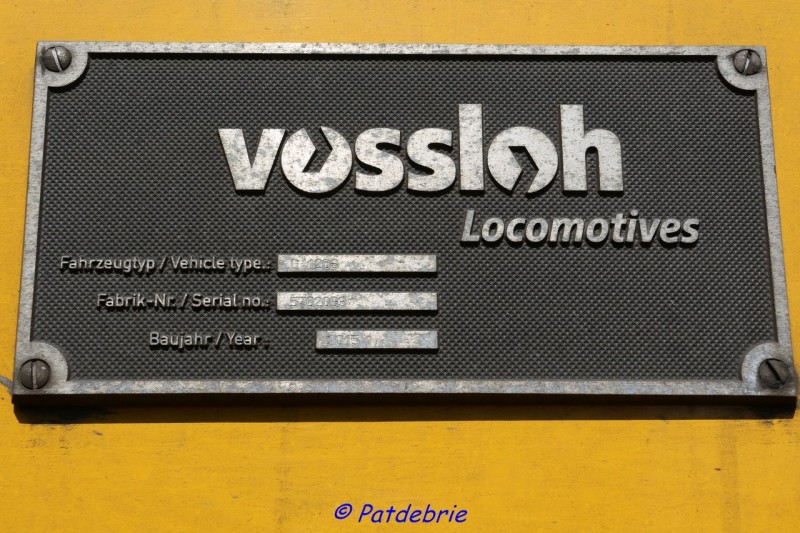 vossloh
Locomotives
Fahrzeugtyp / Vehicle type.:
Fabrik-Nr. / Serial no.:
Baujahr / Year :
© Patdebrie